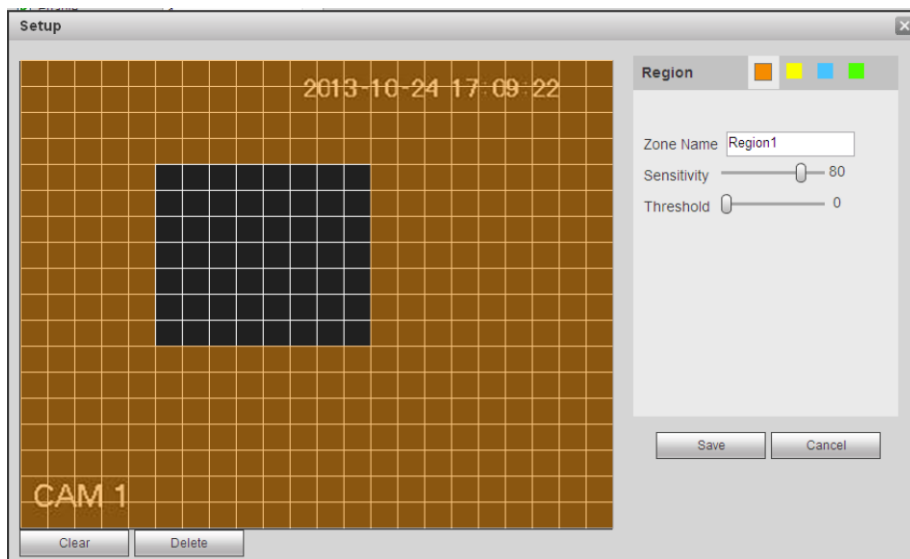 Setup
2013-10-24 17:09:22
Region
Zone Name Region1
Sensitivity 80
Threshold 0
Save Cancel
CAM 1
Clear Delete